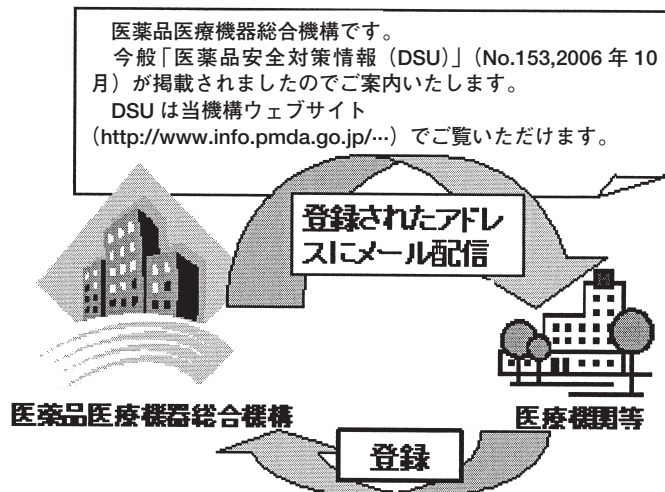 医薬品医療機器総合機構です。
今般「医薬品安全対策情報（DSU）」（No.153,2006 年 10
月）が掲載されましたのでご案内いたします。
DSU は当機構ウェブサイト
（http://www.info.pmda.go.jp/…）でご覧いただけます。
登録されたアドレ
スにメール配信
医薬品医療機器総合機構
医療機関等
登録